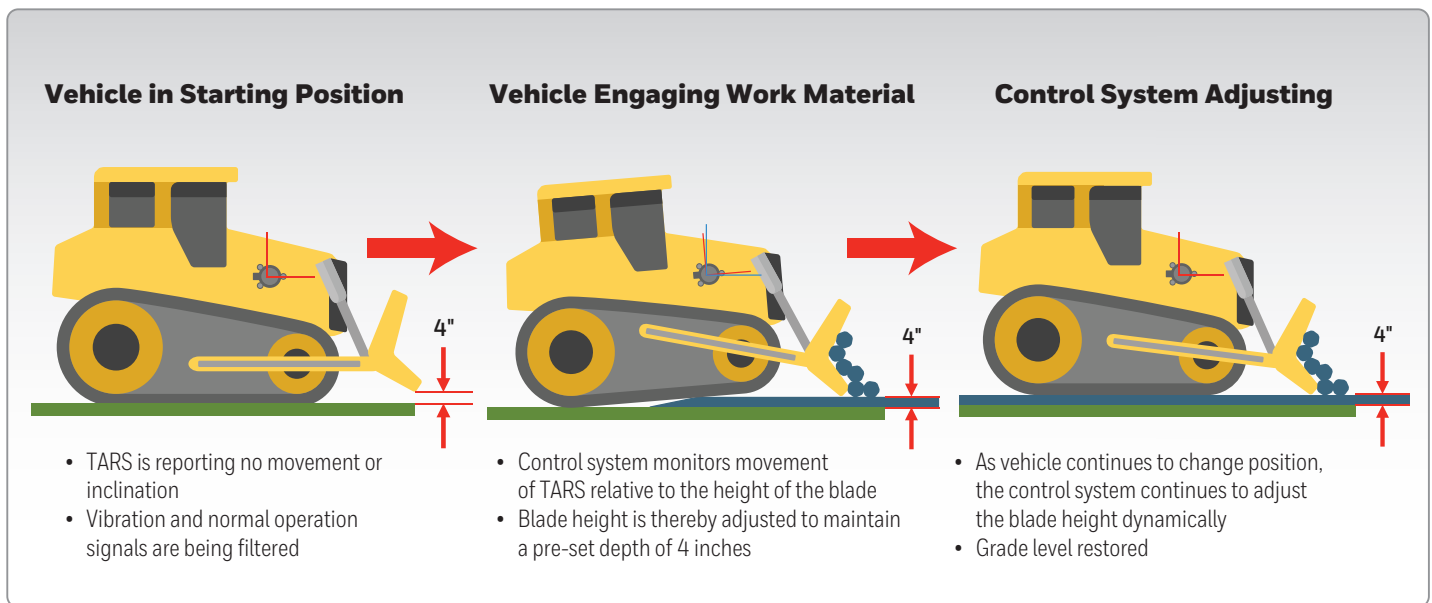 Vehicle in Starting Position
4"
• TARS is reporting no movement or
inclination
• Vibration and normal operation
signals are being filtered
Vehicle Engaging Work Material
4"
• Control system monitors movement
of TARS relative to the height of the blade
• Blade height is thereby adjusted to maintain
a pre-set depth of 4 inches
Control System Adjusting
4"
• As vehicle continues to change position,
the control system continues to adjust
the blade height dynamically
• Grade level restored